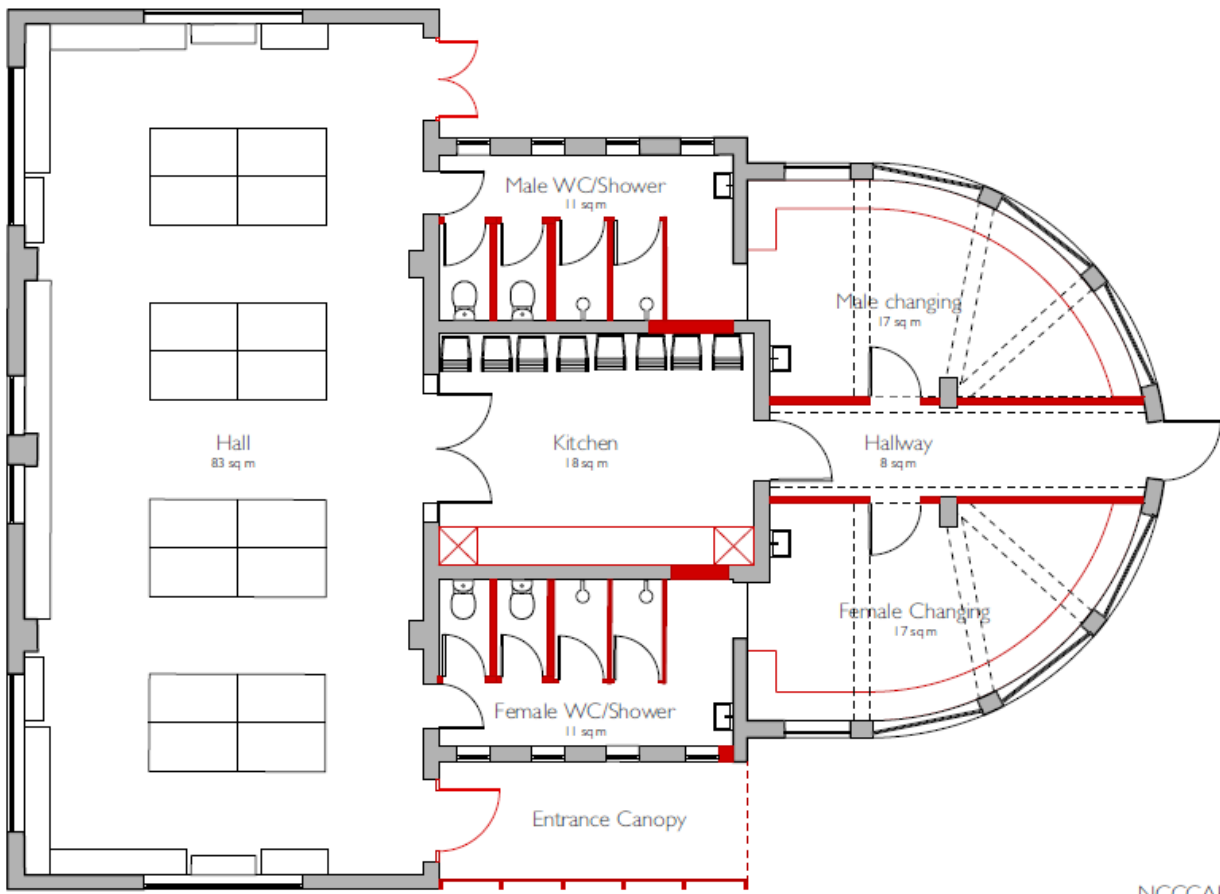 Male WC/Shower
11 sq m
Male changing
17 sq m
Hall
83 sq m
Kitchen
18 sq m
Hallway
8 sq m
Female Changing
17 sq m
Female WC/Shower
11 sq m
Entrance Canopy